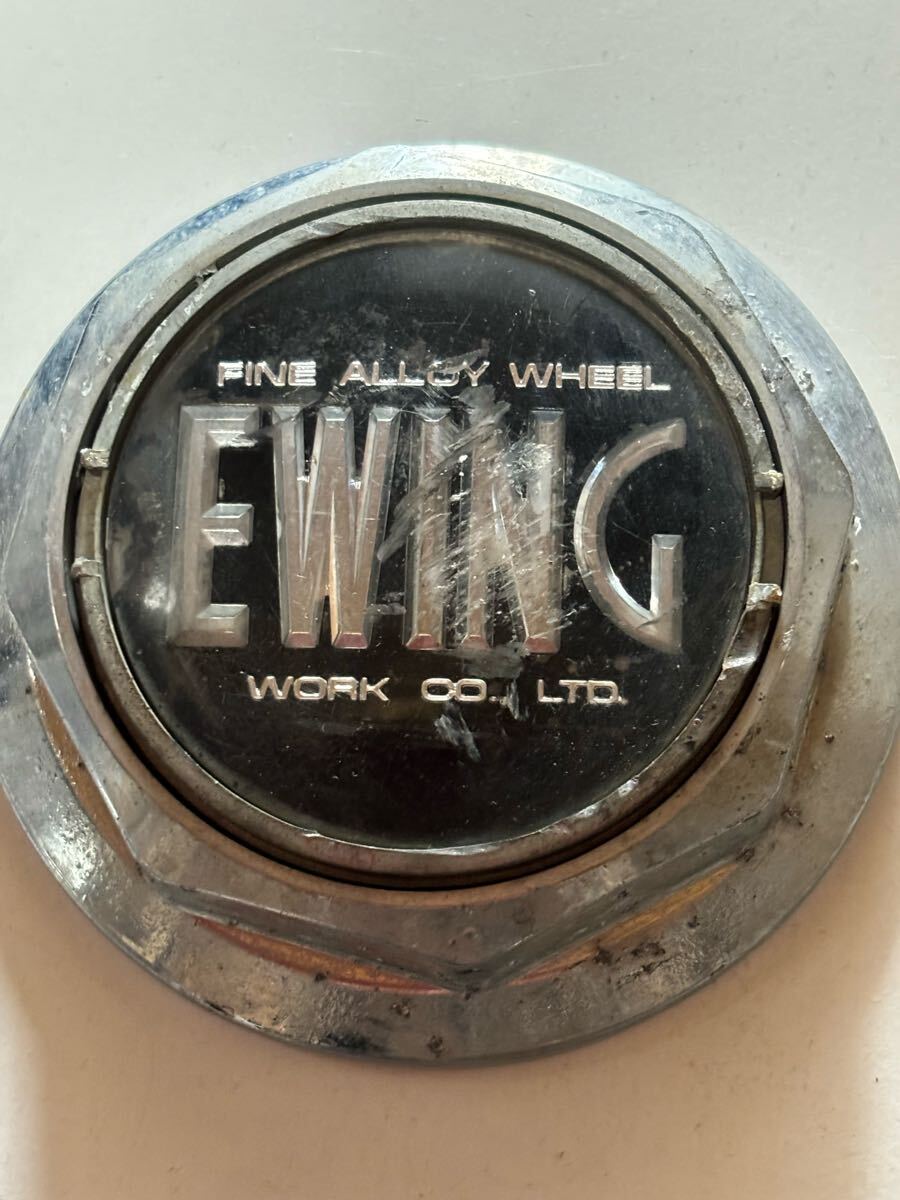 FINE ALLOY WHEEL
EWING
WORK CO., LTD.